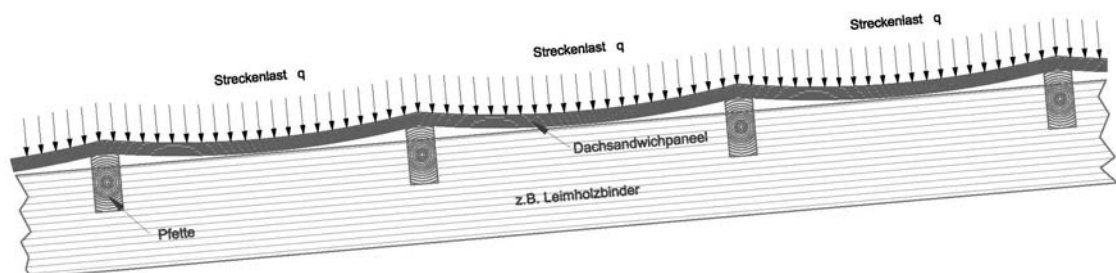 Streckenlast q
Streckenlast q
Streckenlast q
Dachsandwichpaneel
z.B. Leimholzbinder
Pfette